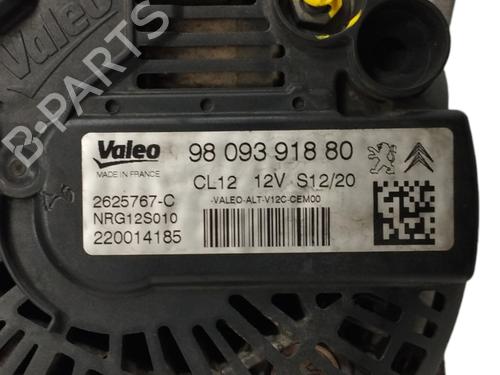 Valeo
B-PARTS
Valeo
MADE IN FRANCE
98 093 918 80
CL12 12V S12/20
2625767-C
NRG12S010
220014185
-VALEO-ALT-V12C-CEM00